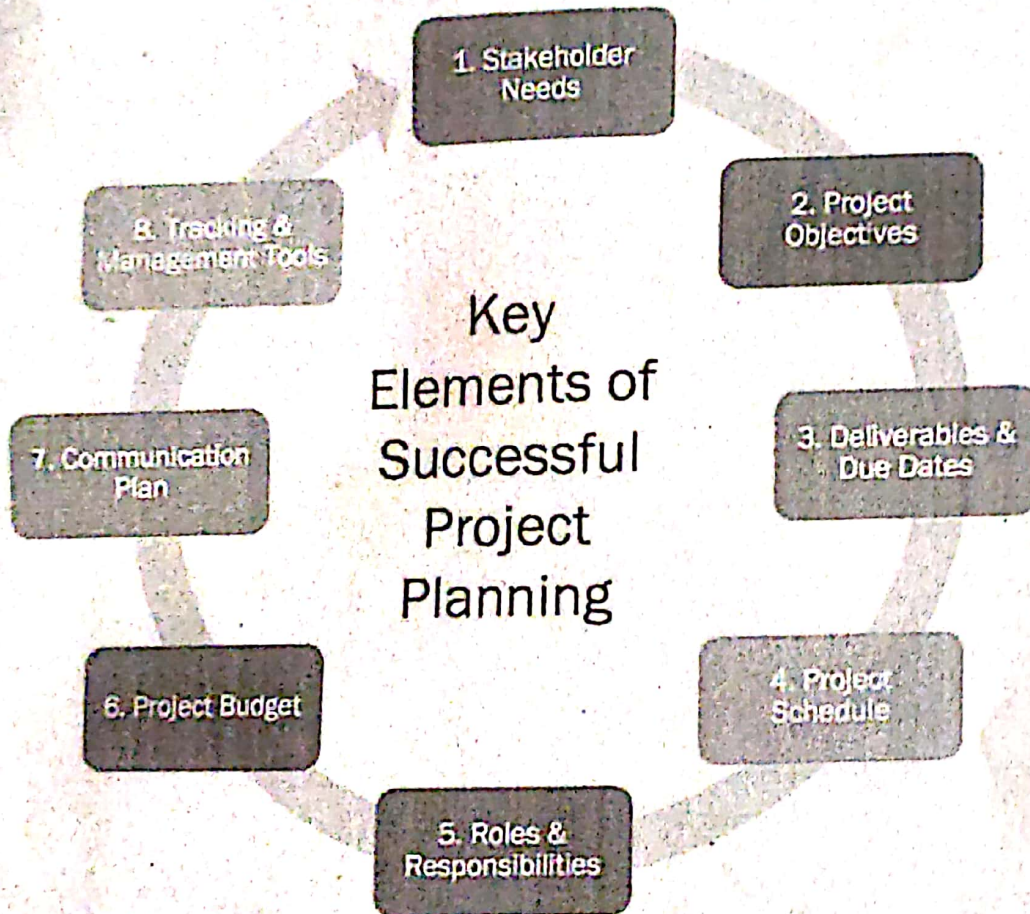 1. Stakeholder
Needs
2. Project
Objectives
3. Deliverables &
Due Dates
4. Project
Schedule
5. Roles &
Responsibilities
6. Project Budget
7. Communication
Plan
8. Tracking &
Management Tools
Key
Elements of
Successful
Project
Planning